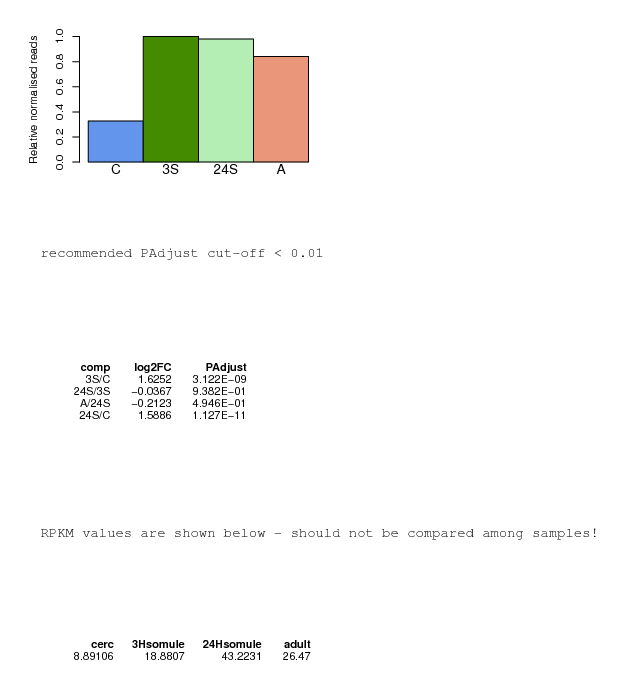 Relative normalised reads
1.0
0.8
0.6
0.4
0.2
0.0
C 3S 24S A
recommended PAdjust cut-off < 0.01
comp log2FC PAdjust
3S/C 1.6252 3.122E−09
24S/3S −0.0367 9.382E−01
A/24S −0.2123 4.946E−01
24S/C 1.5886 1.127E−11
RPKM values are shown below - should not be compared among samples!
cerc 3Hsomule 24Hsomule adult
8.89106 18.8807 43.2231 26.47